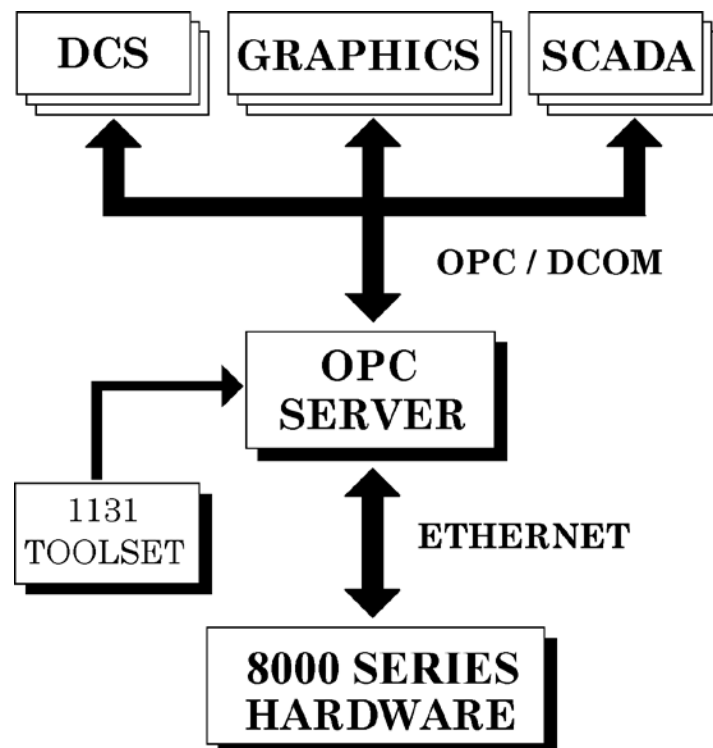 DCS
GRAPHICS
SCADA
OPC / DCOM
OPC
SERVER
1131
TOOLSET
ETHERNET
8000 SERIES
HARDWARE